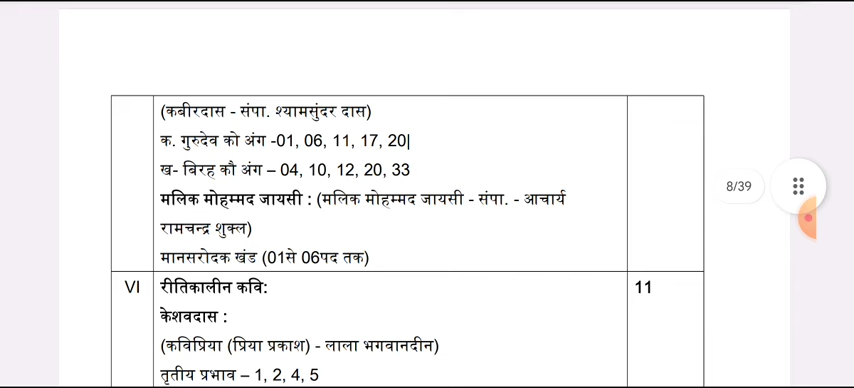 (कबीरदास - संपा. श्यामसुंदर दास)
क. गुरुदेव को अंग -01, 06, 11, 17, 20|
ख- बिरह कौ अंग – 04, 10, 12, 20, 33
मलिक मोहम्मद जायसी : (मलिक मोहम्मद जायसी - संपा. - आचार्य
रामचन्द्र शुक्ल)
मानसरोदक खंड (01से 06पद तक)
8/39
VI रीतिकालीन कवि: 11
केशवदास :
(कविप्रिया (प्रिया प्रकाश) - लाला भगवानदीन)
तृतीय प्रभाव – 1, 2, 4, 5